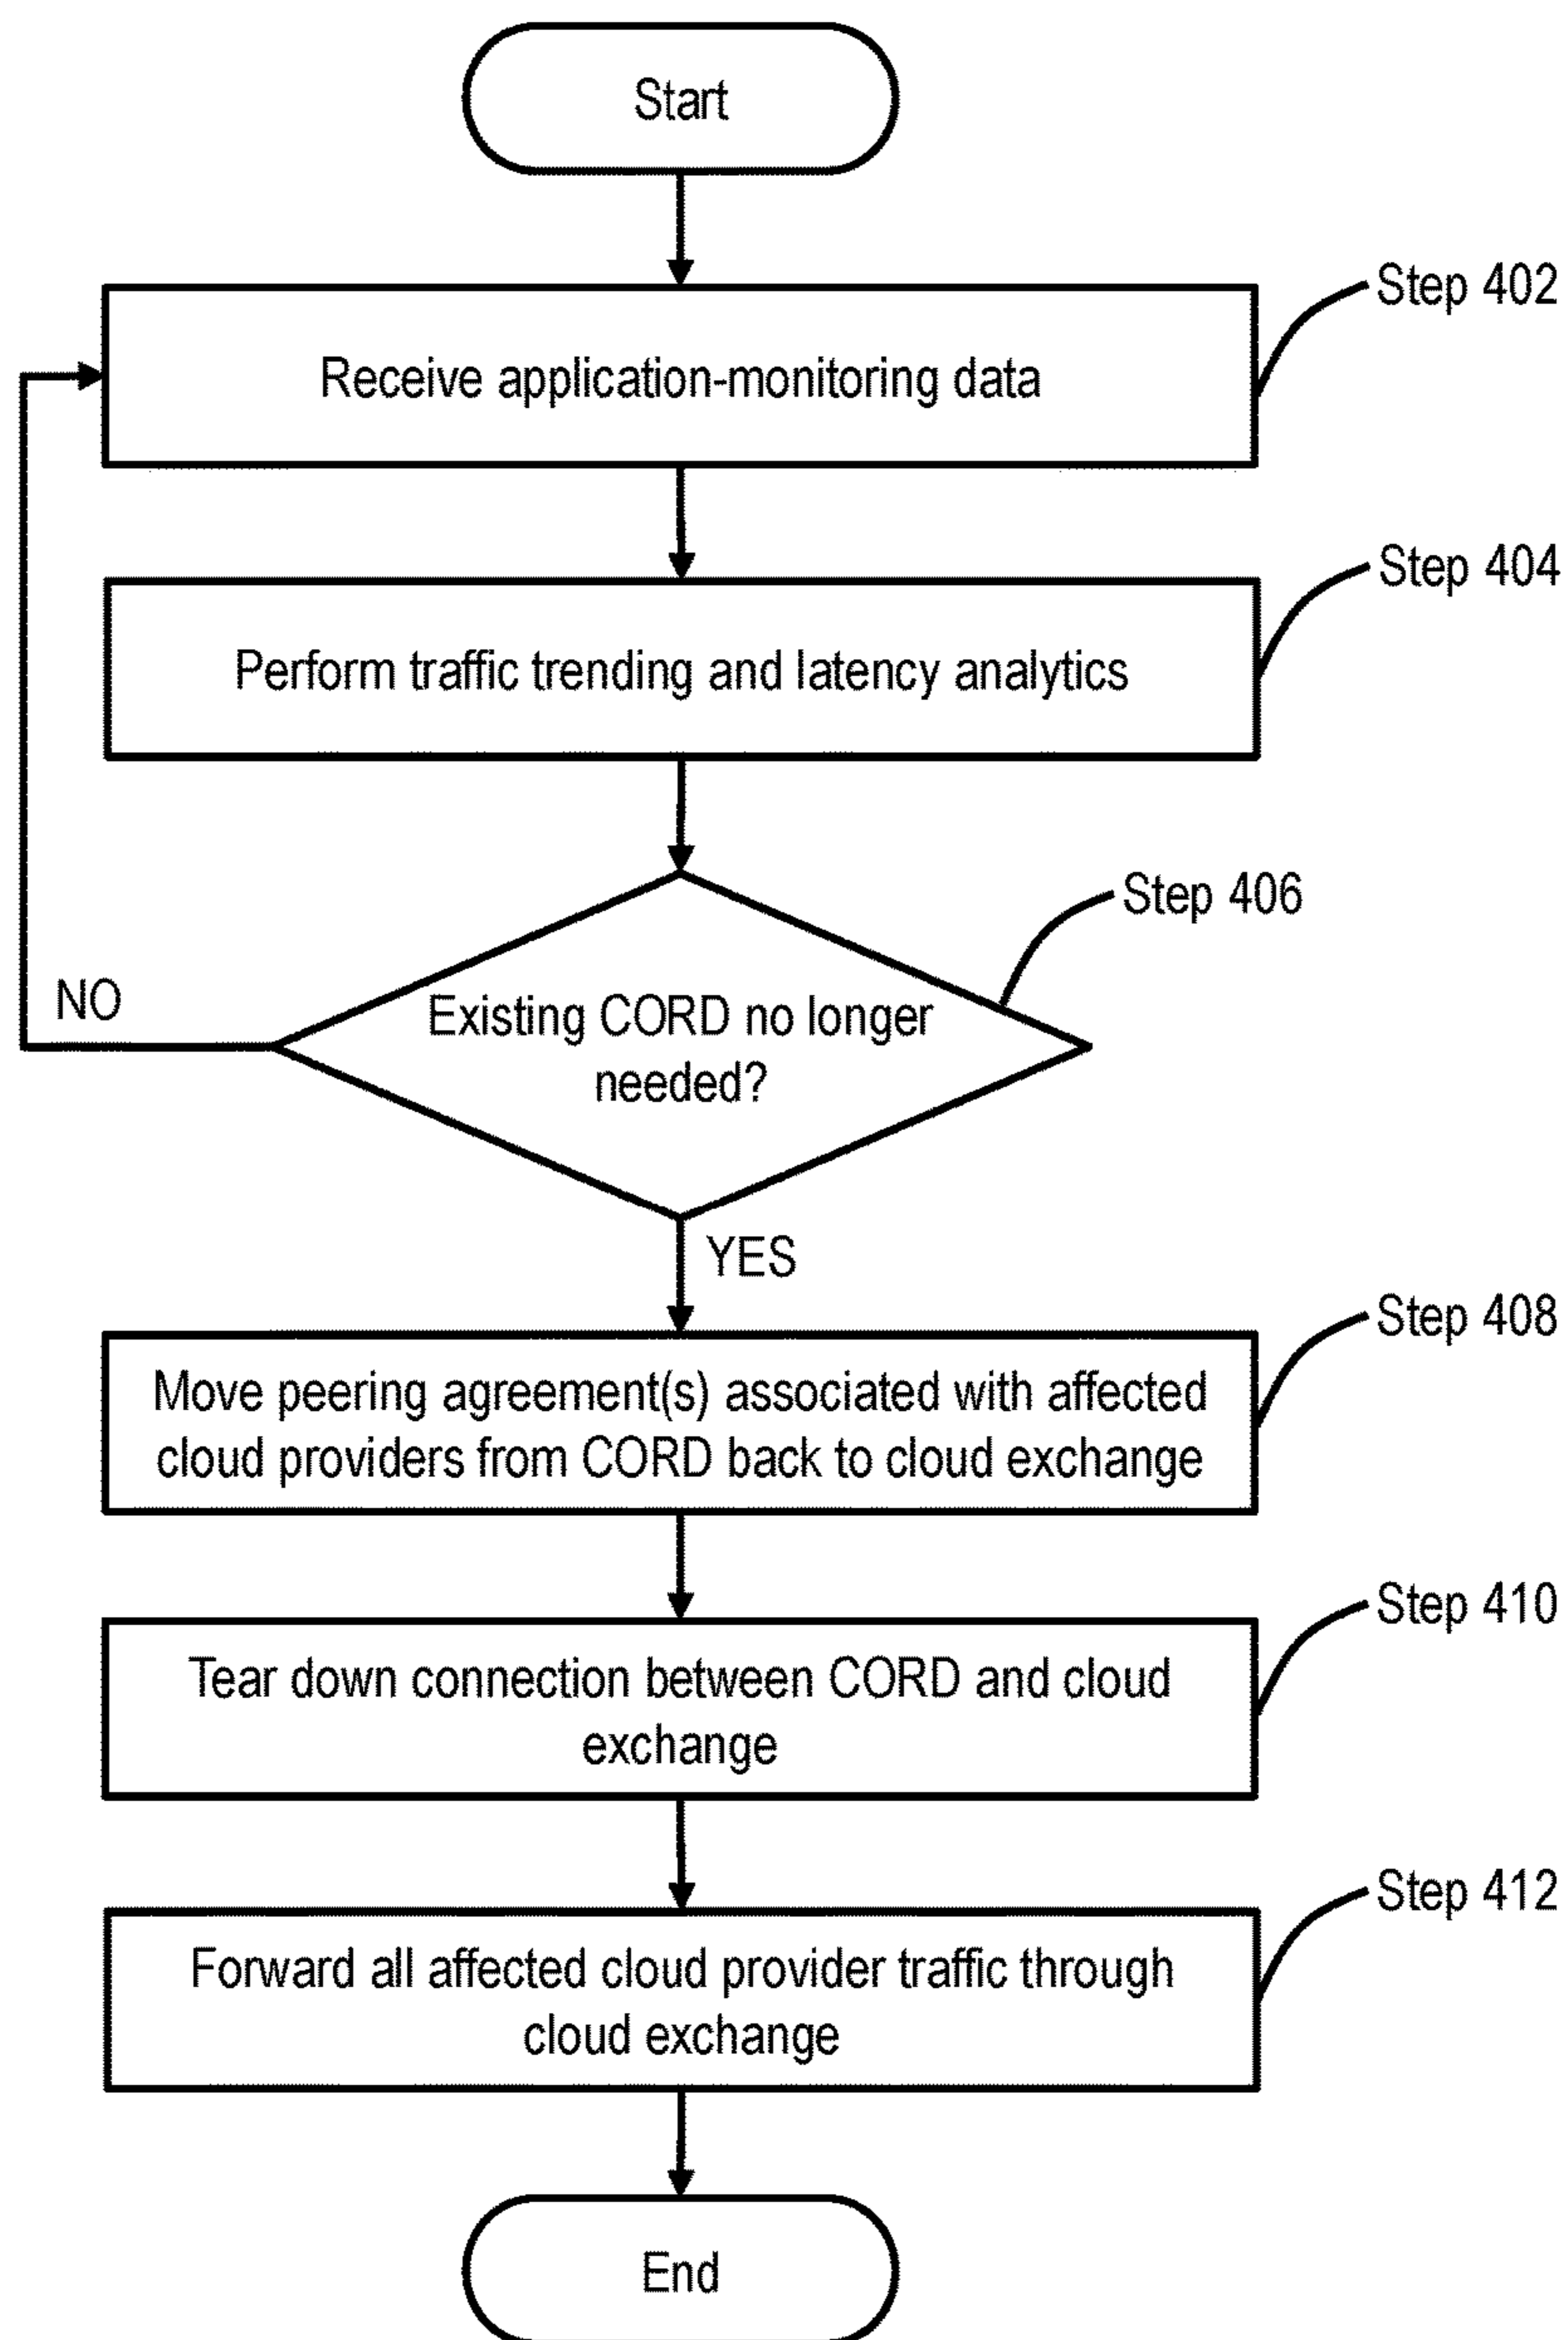 Start
Step 402
Receive application-monitoring data
Step 404
Perform traffic trending and latency analytics
Step 406
NO
Existing CORD no longer
needed?
YES
Step 408
Move peering agreement(s) associated with affected
cloud providers from CORD back to cloud exchange
Step 410
Tear down connection between CORD and cloud
exchange
Step 412
Forward all affected cloud provider traffic through
cloud exchange
End